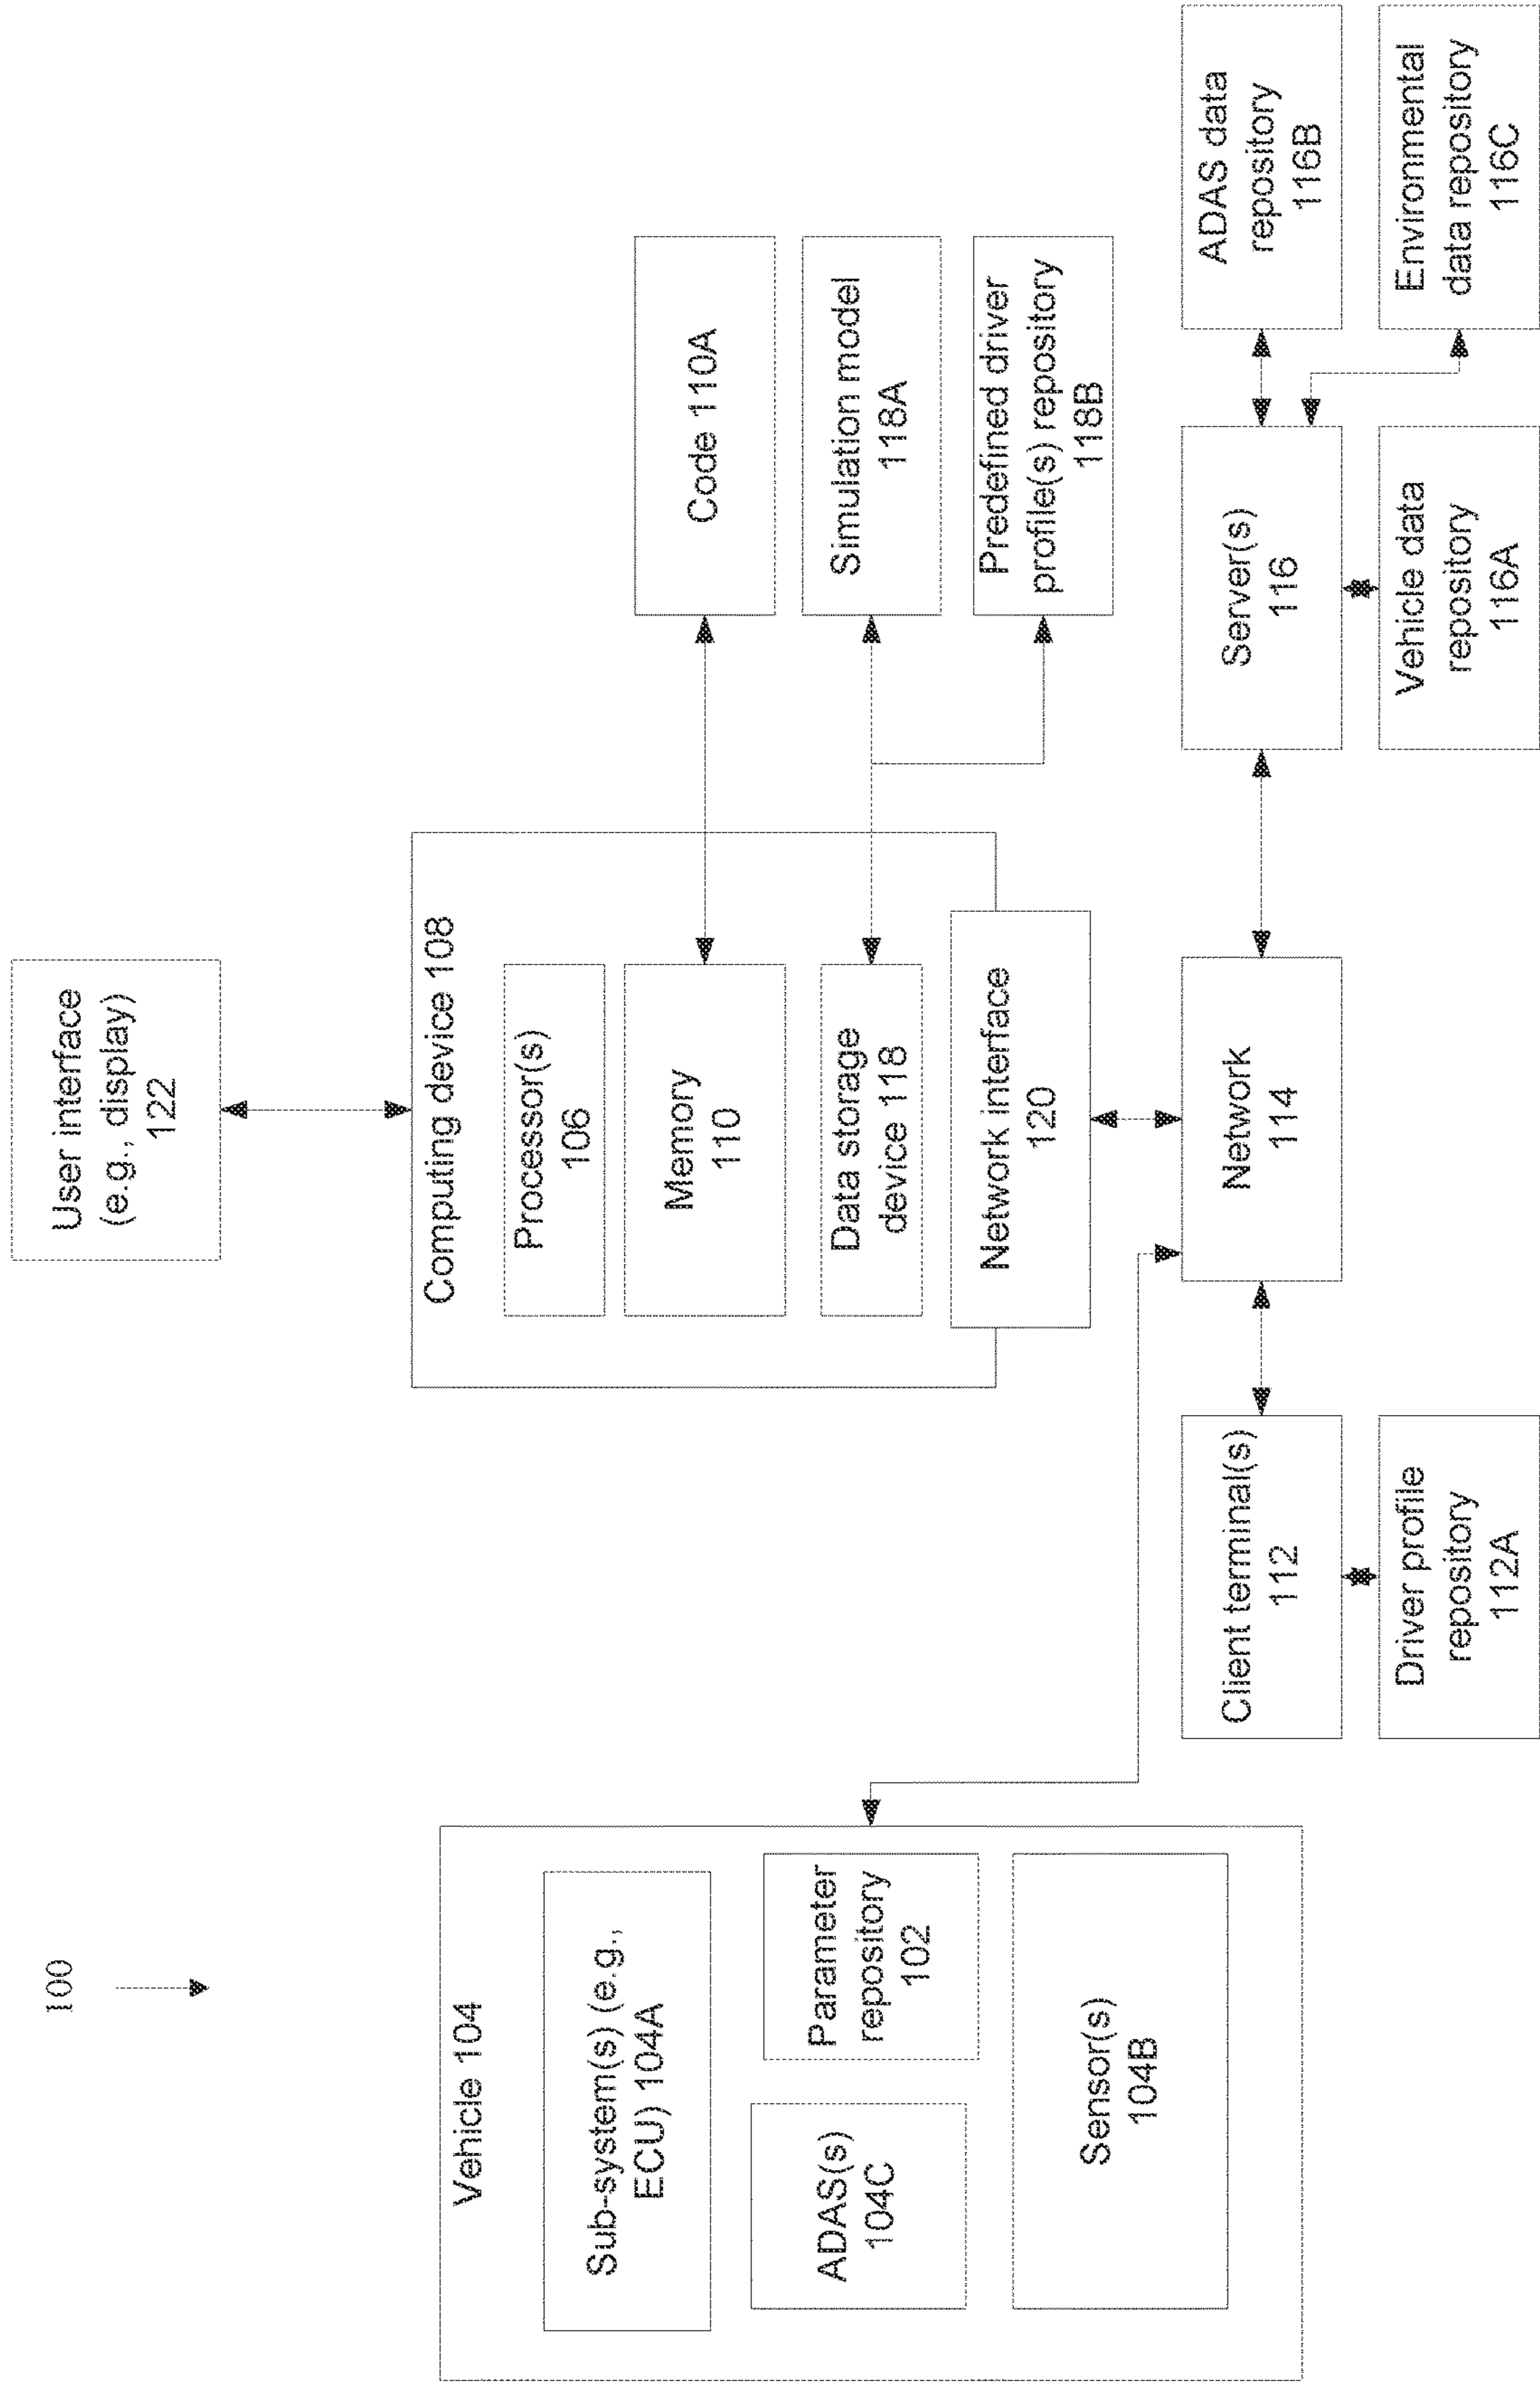 100
Vehicle 104
Sub-system(s) (e.g.,
ECU) 104A
ADAS(s)
104C
Parameter
repository
102
Sensor(s)
104B
User interface
(e.g., display)
122
Computing device 108
Processor(s)
106
Memory
110
Data storage
device 118
Network interface
120
Code 110A
Simulation model
118A
Predefined driver
profile(s) repository
118B
Client terminal(s)
112
Driver profile
repository
112A
Network
114
Server(s)
116
Vehicle data
repository
116A
ADAS data
repository
116B
Environmental
data repository
116C